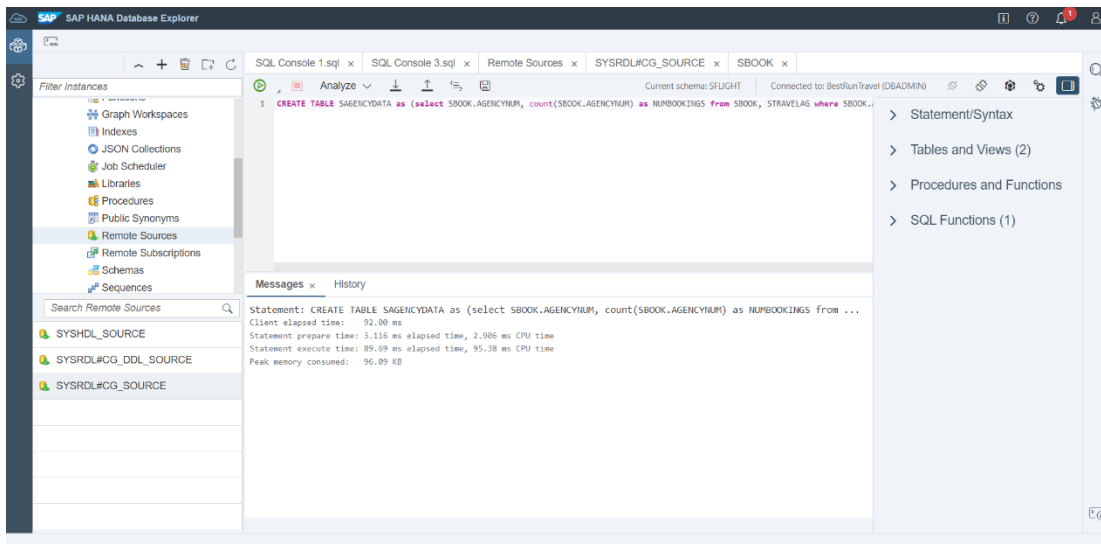 SAP SAP HANA Database Explorer
1
SQL Console 1.sql x SQL Console 3.sql x Remote Sources x SYSRDL#CG_SOURCE x SBOOK x
Filter Instances
Analyze Current schema: SFLIGHT Connected to: BestRunTravel (DBADMIN)
1 CREATE TABLE SAGENCYDATA as (select SBOOK.AGENCYNUM, count(SBOOK.AGENCYNUM) as NUMBOOKINGS from SBOOK, STRAVELAG where SBOOK.
Functions
Graph Workspaces
Indexes
JSON Collections
Job Scheduler
Libraries
Procedures
Public Synonyms
Remote Sources
Remote Subscriptions
Schemas
Sequences
Statement/Syntax
Tables and Views (2)
Procedures and Functions
SQL Functions (1)
Search Remote Sources
SYSHDL_SOURCE
SYSRDL#CG_DDL_SOURCE
SYSRDL#CG_SOURCE
Messages x History
Statement: CREATE TABLE SAGENCYDATA as (select SBOOK.AGENCYNUM, count(SBOOK.AGENCYNUM) as NUMBOOKINGS from ...
Client elapsed time: 92.00 ms
Statement prepare time: 3.116 ms elapsed time, 2.906 ms CPU time
Statement execute time: 89.69 ms elapsed time, 95.38 ms CPU time
Peak memory consumed: 96.09 KB